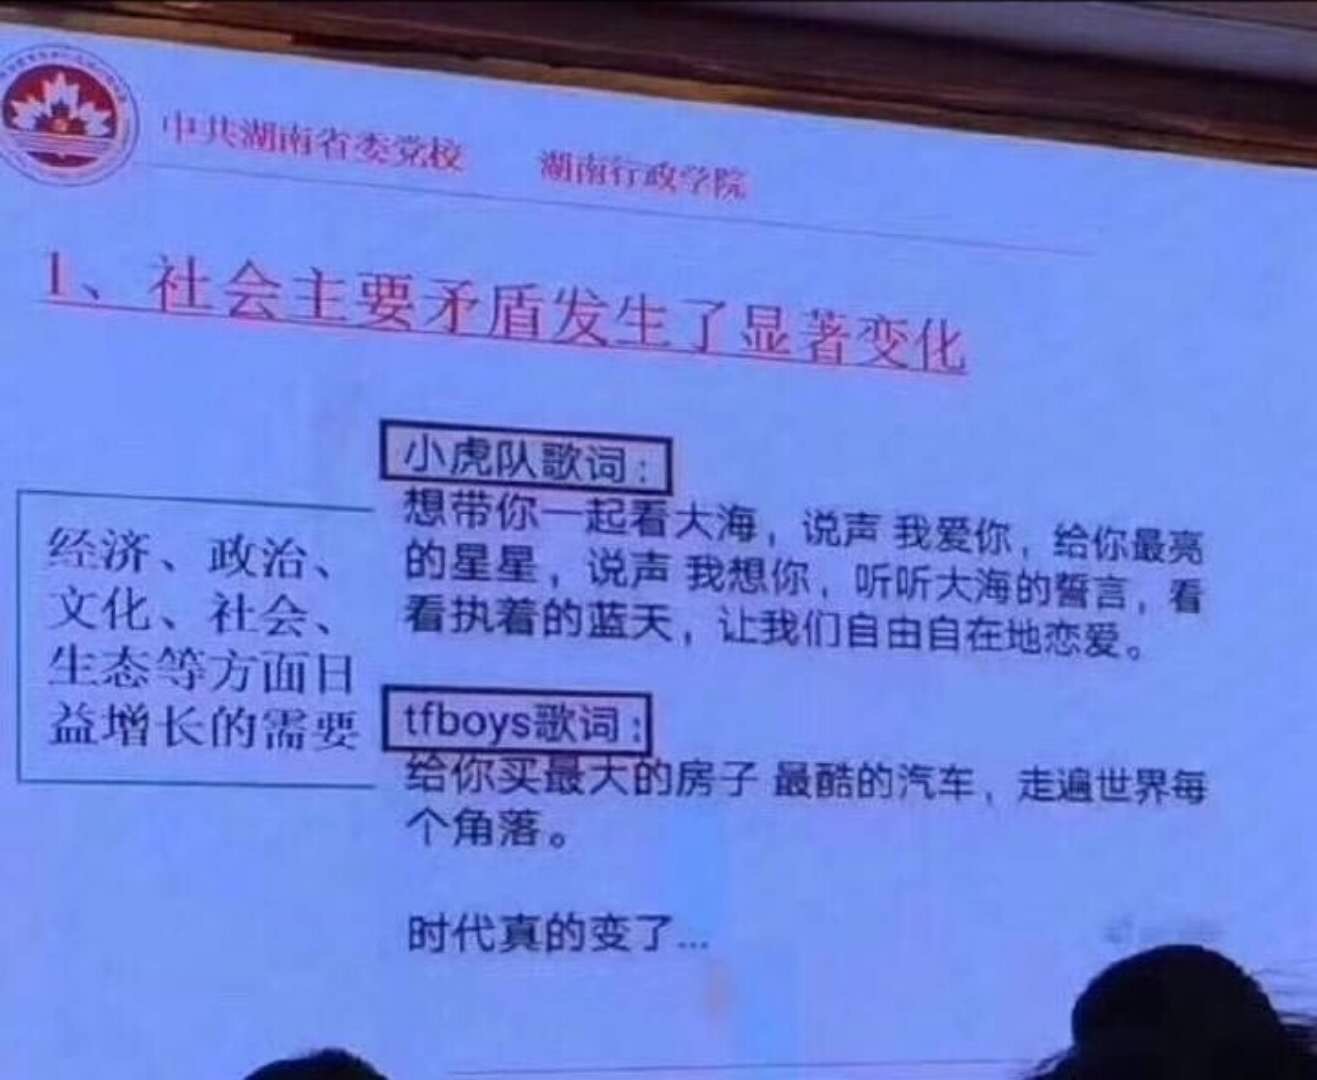 中共湖南省委党校 湖南行政学院
1、社会主要矛盾发生了显著变化
经济、政治、
文化、社会、
生态等方面日
益增长的需要
小虎队歌词：
想带你一起看大海，说声 我爱你，给你最亮
的星星，说声 我想你，听听大海的誓言，看
看执着的蓝天，让我们自由自在地恋爱。
tfboys歌词：
给你买最大的房子 最酷的汽车，走遍世界每
个角落。
时代真的变了...